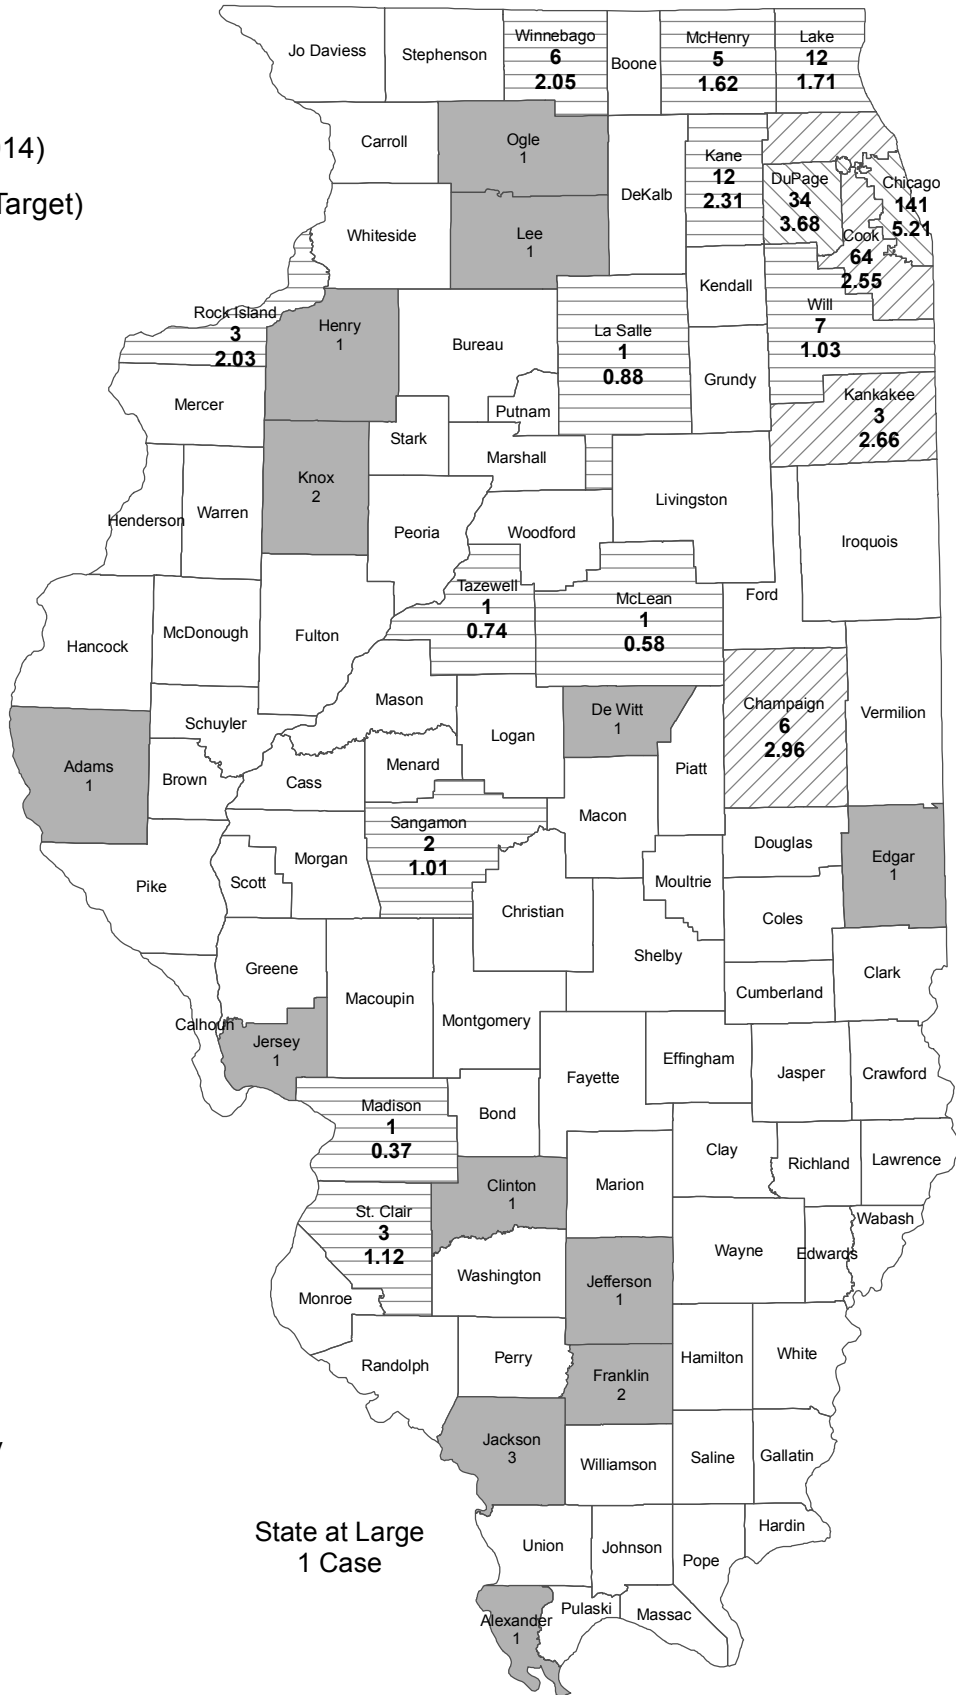 Jo Daviess
Stephenson
Winnebago
6
2.05
Boone
McHenry
5
1.62
Lake
12
1.71
14)
Target)
Carroll
Ogle
1
DeKalb
Kane
12
2.31
DuPage
34
3.68
Chicago
141
5.21
Cook
64
2.55
Whiteside
Lee
1
Kendall
Rock Island
3
2.03
Henry
1
Bureau
La Salle
1
0.88
Grundy
Will
7
1.03
Kankakee
3
2.66
Mercer
Putnam
Stark
Marshall
Knox
2
Henderson
Warren
Peoria
Woodford
Livingston
Iroquois
Ford
Tazewell
1
0.74
McLean
1
0.58
Hancock
McDonough
Fulton
Mason
Schuyler
Logan
De Witt
1
Champaign
6
2.96
Vermilion
Adams
1
Brown
Cass
Menard
Piatt
Macon
Sangamon
2
1.01
Douglas
Edgar
1
Pike
Scott
Morgan
Christian
Moultrie
Coles
Shelby
Greene
Macoupin
Montgomery
Cumberland
Clark
Calhoun
Jersey
1
Fayette
Effingham
Jasper
Crawford
Madison
1
0.37
Bond
Clay
Richland
Lawrence
Clinton
1
Marion
St. Clair
3
1.12
Wabash
Wayne
Edwards
Washington
Jefferson
1
Monroe
Randolph
Perry
Franklin
2
Hamilton
White
Jackson
3
Williamson
Saline
Gallatin
State at Large
1 Case
Union
Johnson
Pope
Hardin
Alexander
1
Pulaski
Massac